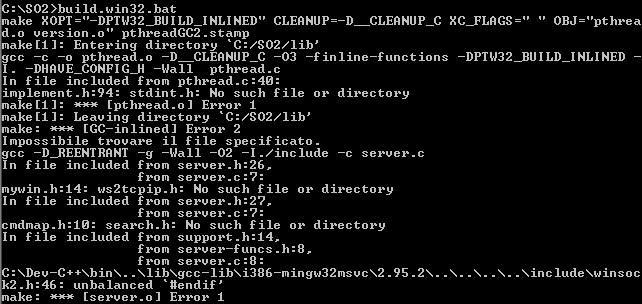 C:\SO2>build.win32.bat
make XOPT="-DPTW32_BUILD_INLINED" CLEANUP=-D__CLEANUP_C XC_FLAGS=" " OBJ="pthrea
d.o version.o" pthreadGC2.stamp
make[1]: Entering directory `C:/SO2/lib'
gcc -c -o pthread.o -D__CLEANUP_C -O3 -finline-functions -DPTW32_BUILD_INLINED -
I. -DHAVE_CONFIG_H -Wall  pthread.c
In file included from pthread.c:40:
implement.h:94: stdint.h: No such file or directory
make[1]: *** [pthread.o] Error 1
make[1]: Leaving directory `C:/SO2/lib'
make: *** [GC-inlined] Error 2
Impossibile trovare il file specificato.
gcc -D_REENTRANT -g -Wall -O2 -I./include -c server.c
In file included from server.h:26,
                 from server.c:7:
mywin.h:14: ws2tcpip.h: No such file or directory
In file included from server.h:27,
                 from server.c:7:
cmdmap.h:10: search.h: No such file or directory
In file included from support.h:14,
                 from server-funcs.h:8,
                 from server.c:8:
C:\Dev-C++\bin\..\lib\gcc-lib\i386-mingw32msvc\2.95.2\..\..\..\..\include\winsoc
k2.h:46: unbalanced `#endif'
make: *** [server.o] Error 1